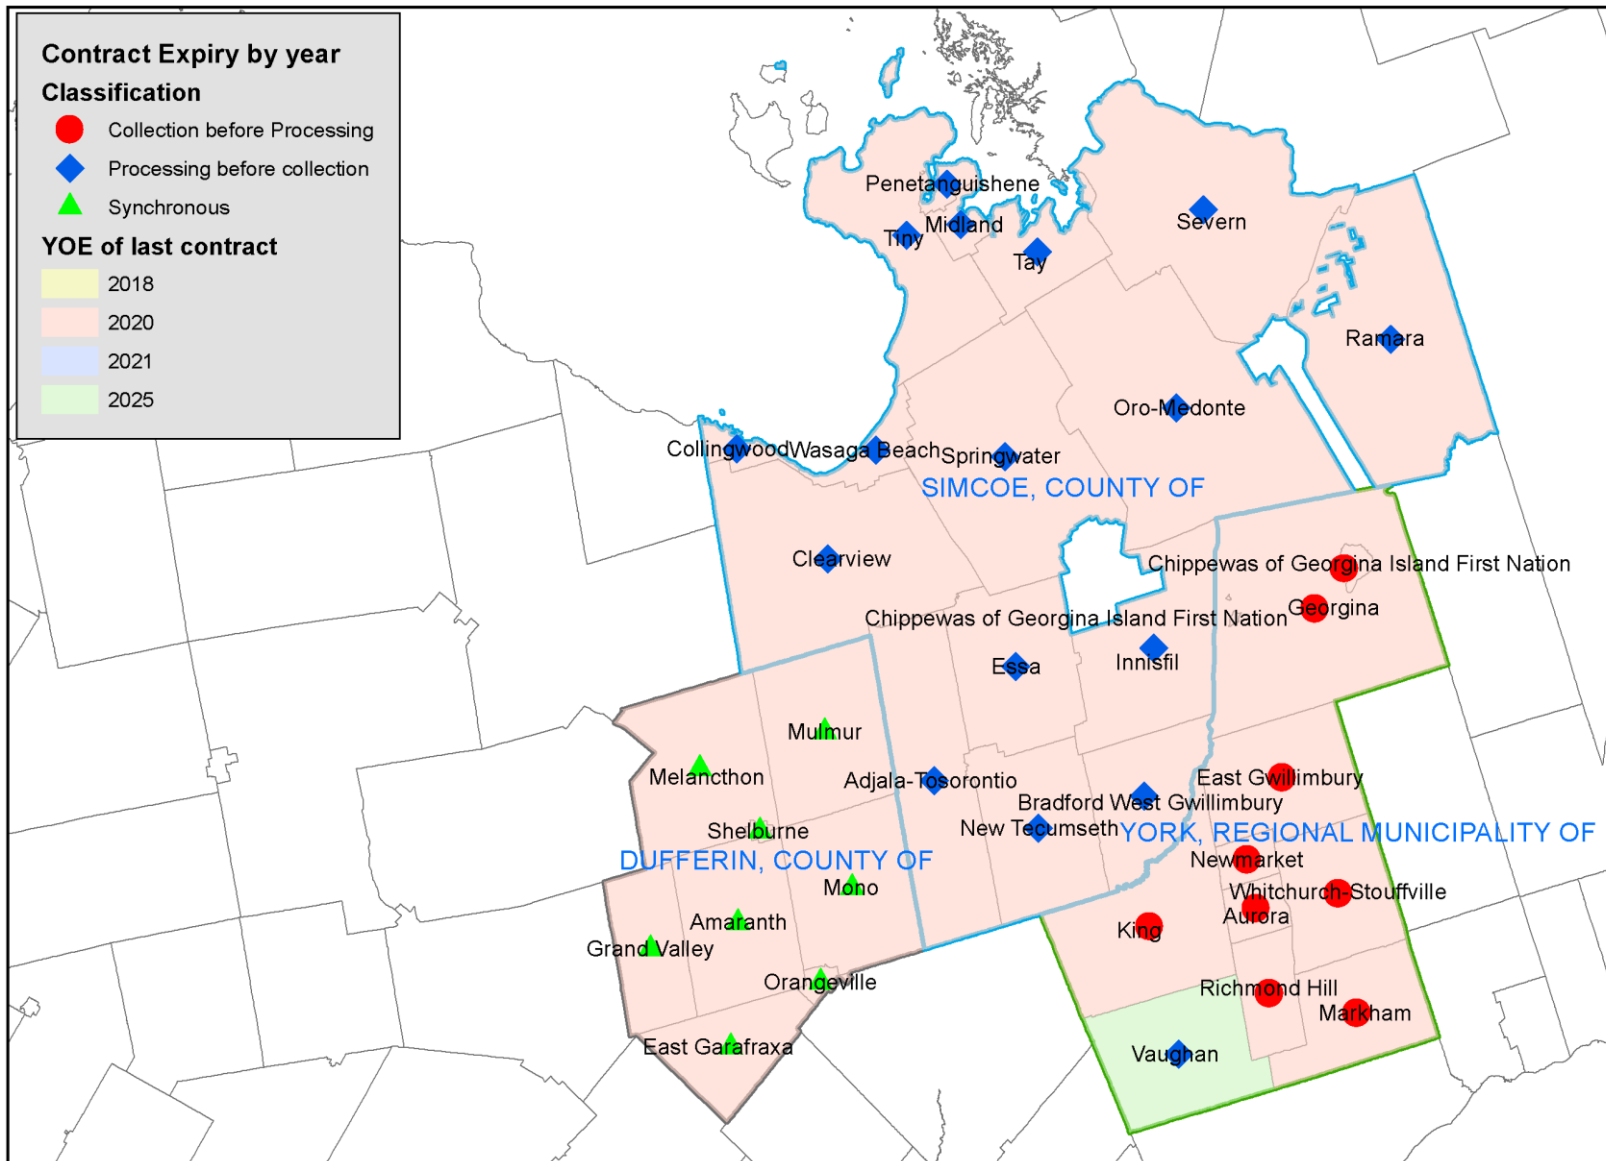 Contract Expiry by year
Classification
Collection before Processing
Processing before collection
Synchronous
YOE of last contract
2018
2020
2021
2025
Penetanguishene
Midland
Tiny
Tay
Severn
Ramara
Oro-Medonte
Collingwood
Wasaga Beach
Springwater
SIMCOE, COUNTY OF
Clearview
Chippewas of Georgina Island First Nation
Georgina
Chippewas of Georgina Island First Nation
Essa
Innisfil
Mulmur
Melancthon
Adjala-Tosorontio
East Gwillimbury
Bradford West Gwillimbury
New Tecumseth
YORK, REGIONAL MUNICIPALITY OF
Shelburne
DUFFERIN, COUNTY OF
Newmarket
Mono
Whitchurch-Stouffville
Aurora
Amaranth
King
Grand Valley
Orangeville
Richmond Hill
Markham
East Garafraxa
Vaughan